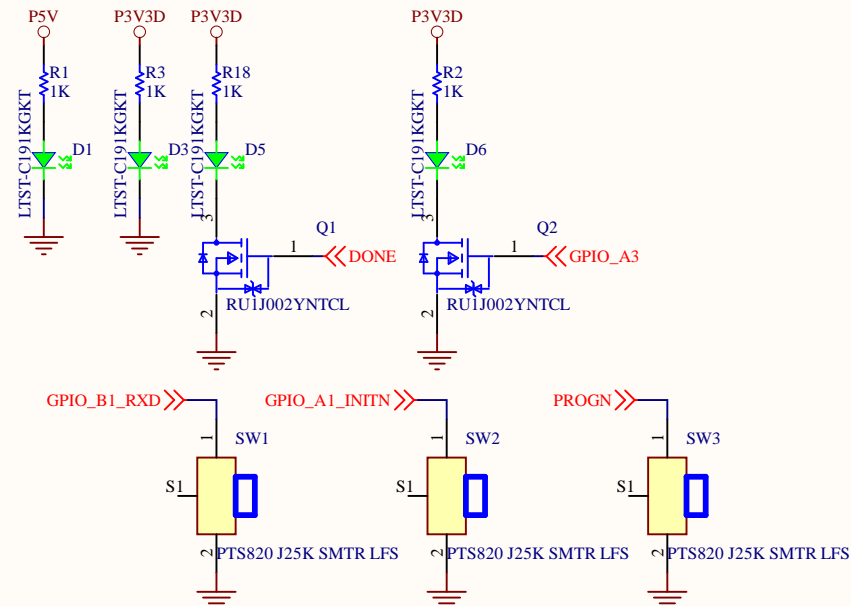 P5V P3V3D P3V3D P3V3D
R1 R3 R18 R2
1K 1K 1K 1K
LTST-C191KGKT LTST-C191KGKT LTST-C191KGKT LTST-C191KGKT
D1 D3 D5 D6
3 3
Q1 Q2
1 DONE 1 GPIO_A3
RU1J002YNTCL RU1J002YNTCL
2 2
GPIO_B1_RXD GPIO_A1_INITN PROGN
1 SW1 1 SW2 1 SW3
S1 S1 S1
2 PTS820 J25K SMTR LFS 2 PTS820 J25K SMTR LFS 2 PTS820 J25K SMTR LFS